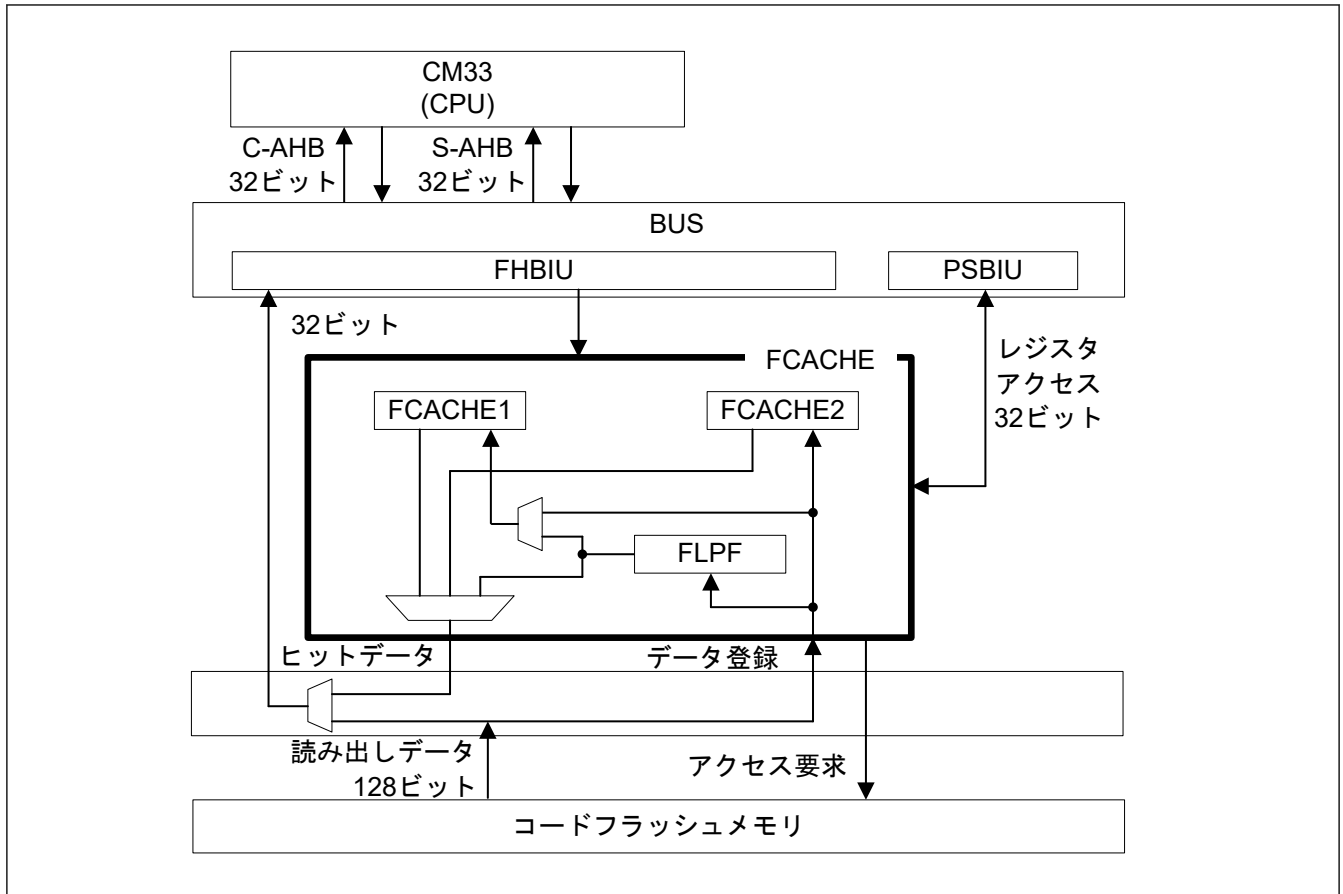 CM33
(CPU)
C-AHB
32ビット
S-AHB
32ビット
BUS
FHBIU
PSBIU
32ビット
FCACHE
レジスタ
アクセス
32ビット
FCACHE1
FCACHE2
FLPF
ヒットデータ
データ登録
読み出しデータ
128ビット
アクセス要求
コードフラッシュメモリ